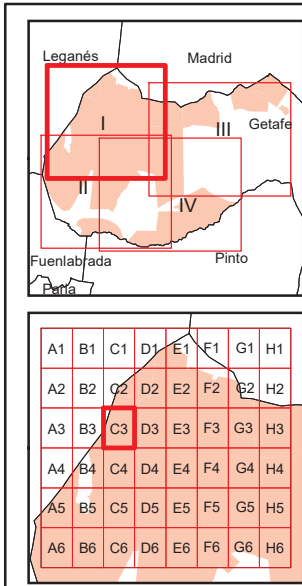 Leganés Madrid
I
III
Getafe
II
IV
Fuenlabrada
Pinto
Parla
A1 B1 C1 D1 E1 F1 G1 H1
A2 B2 C2 D2 E2 F2 G2 H2
A3 B3 C3 D3 E3 F3 G3 H3
A4 B4 C4 D4 E4 F4 G4 H4
A5 B5 C5 D5 E5 F5 G5 H5
A6 B6 C6 D6 E6 F6 G6 H6